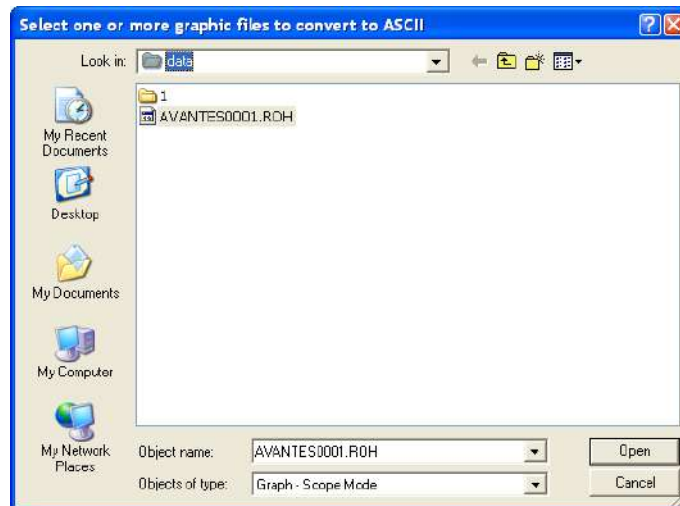 Select one or more graphic files to convert to ASCII
Look in: data
1
AVANTES0001.ROH
My Recent
Documents
Desktop
My Documents
My Computer
My Network
Places
Object name: AVANTES0001.ROH Open
Objects of type: Graph - Scope Mode Cancel